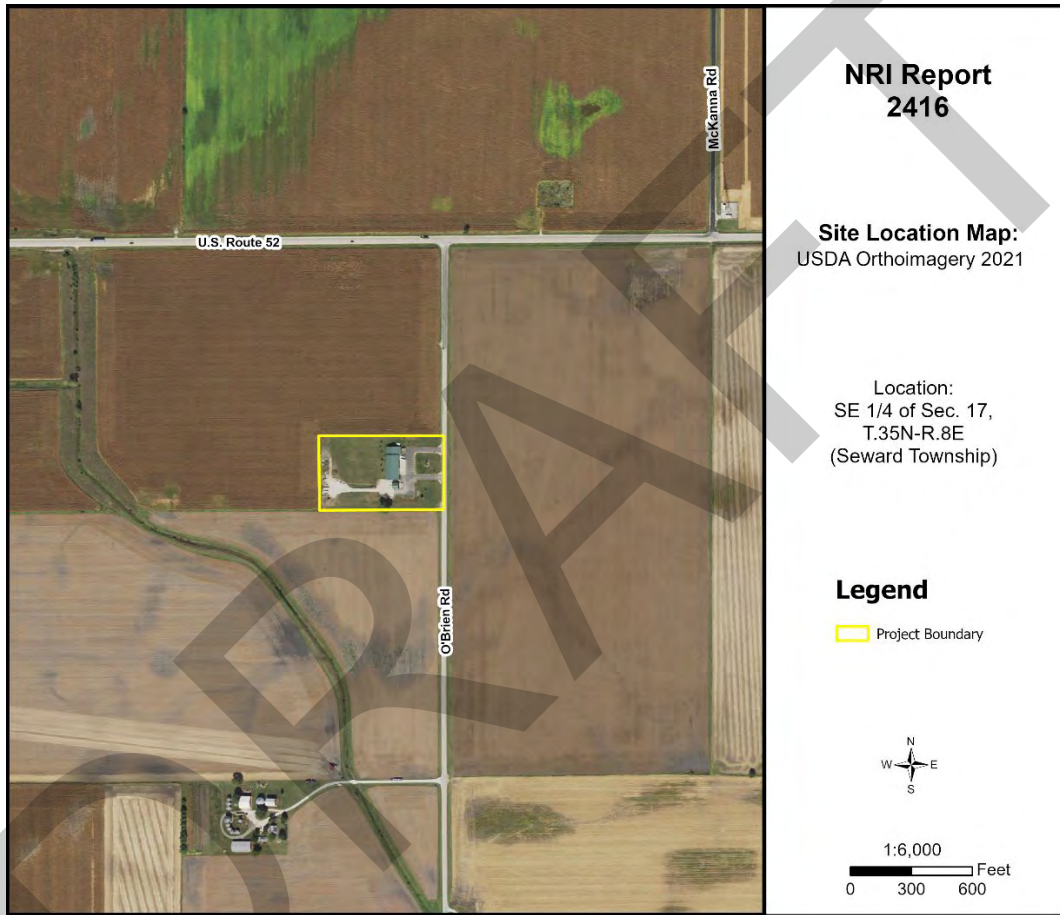 NRI Report
2416
Site Location Map:
USDA Orthoimagery 2021
Location:
SE 1/4 of Sec. 17,
T.35N-R.8E
(Seward Township)
Legend
Project Boundary
N
W E
S
1:6,000
Feet
0 300 600
McKanna Rd
U.S. Route 52
O'Brien Rd
DRAFT